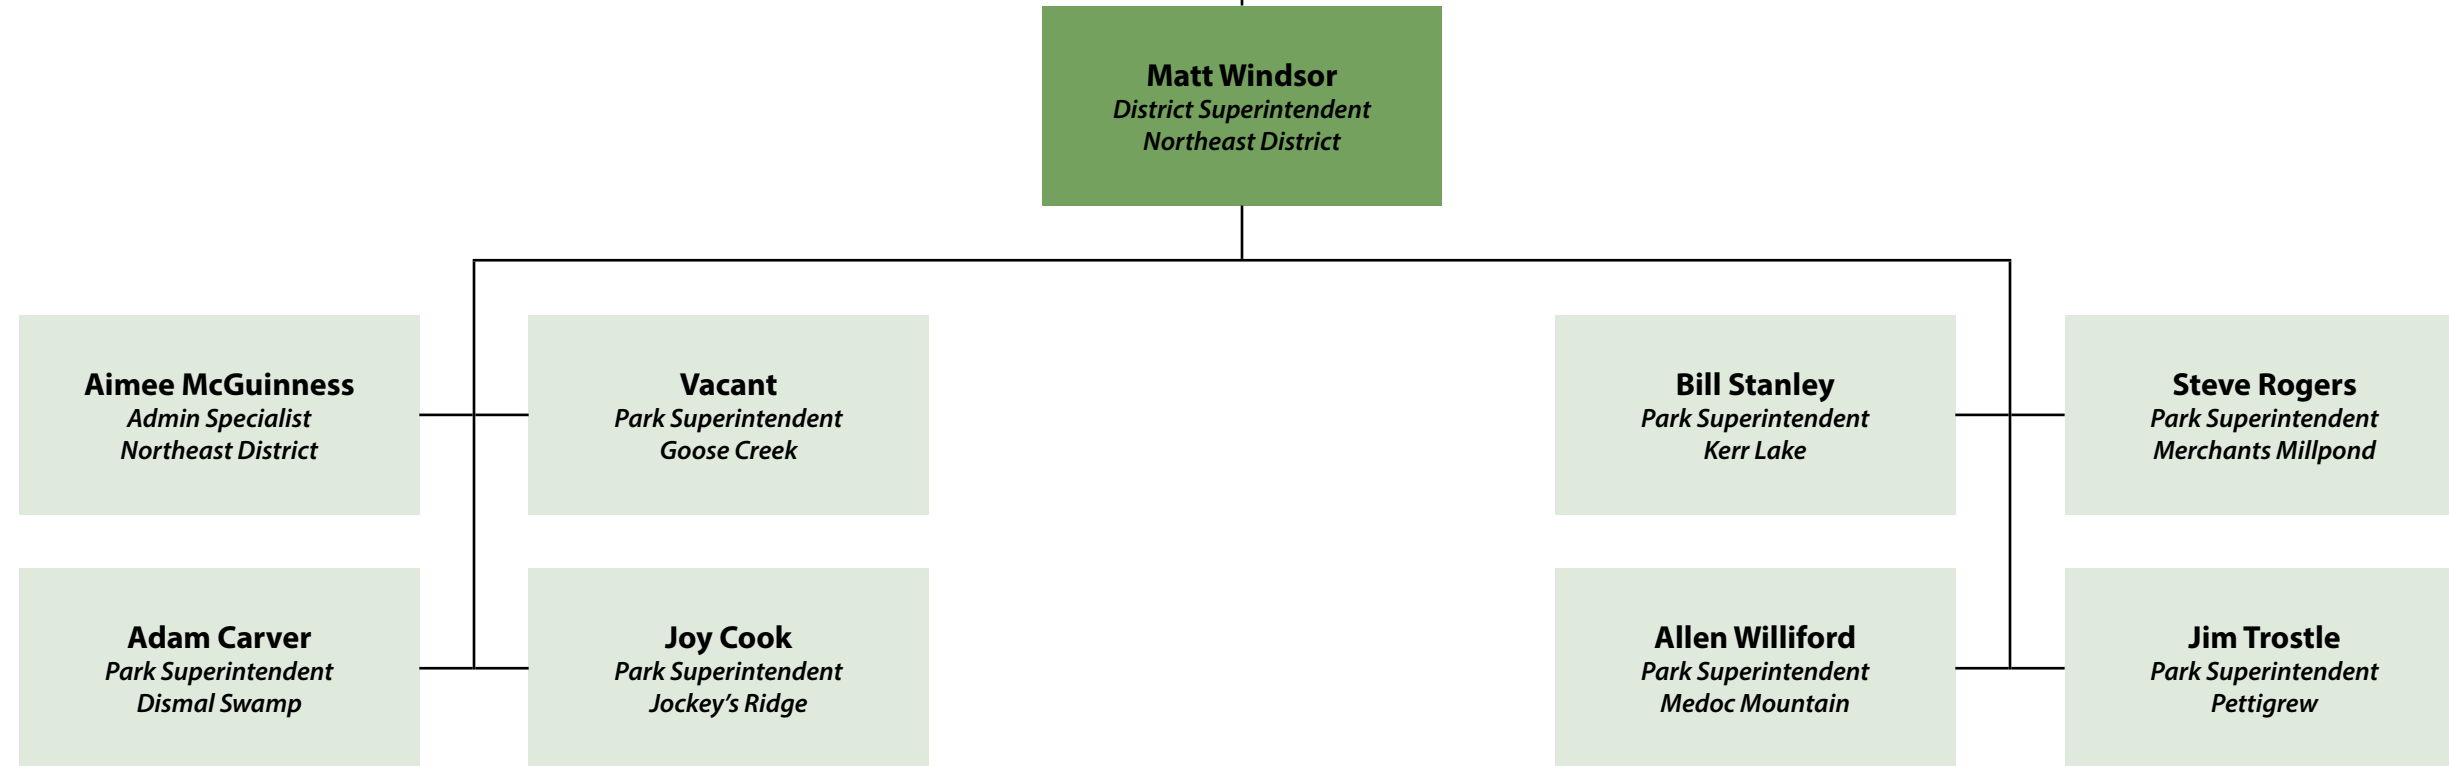 Matt Windsor
District Superintendent
Northeast District
Aimee McGuinness
Admin Specialist
Northeast District
Vacant
Park Superintendent
Goose Creek
Bill Stanley
Park Superintendent
Kerr Lake
Steve Rogers
Park Superintendent
Merchants Millpond
Adam Carver
Park Superintendent
Dismal Swamp
Joy Cook
Park Superintendent
Jockey’s Ridge
Allen Williford
Park Superintendent
Medoc Mountain
Jim Trostle
Park Superintendent
Pettigrew